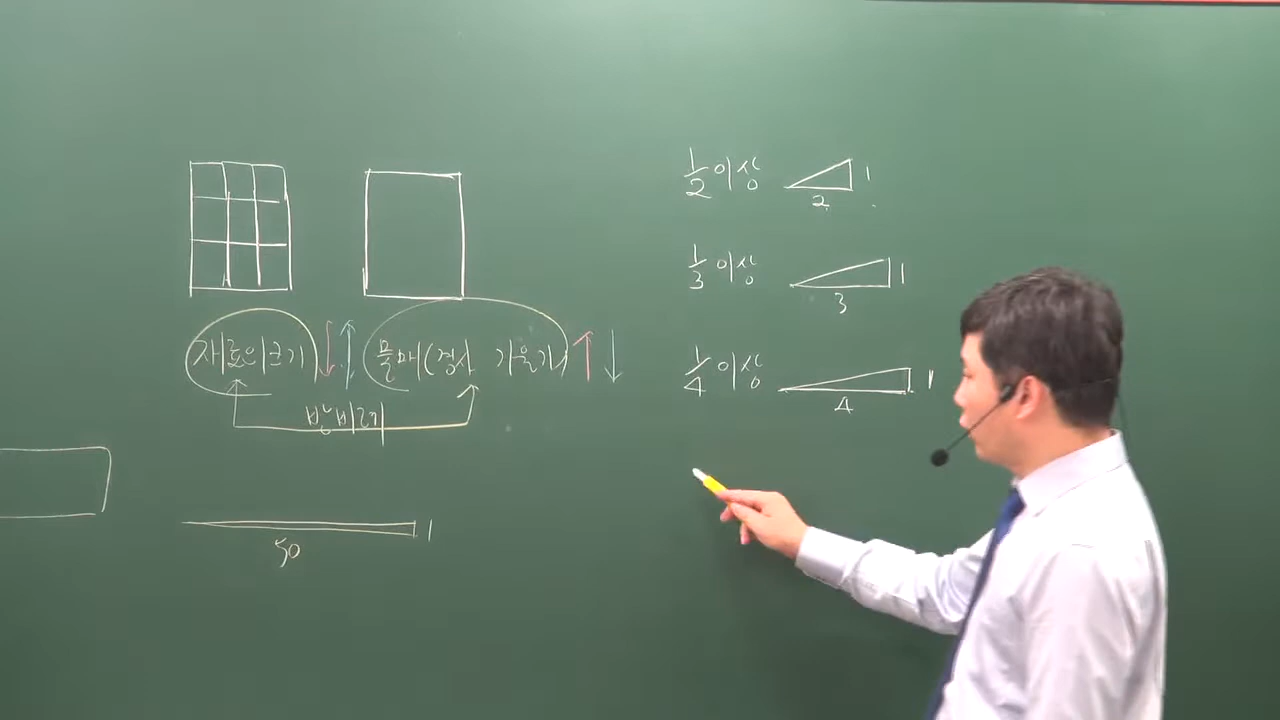 재료의크기
물매(경사 기울기)
반비례
50 1
1/2 이상
2 1
1/3 이상
3 1
1/4 이상
4 1